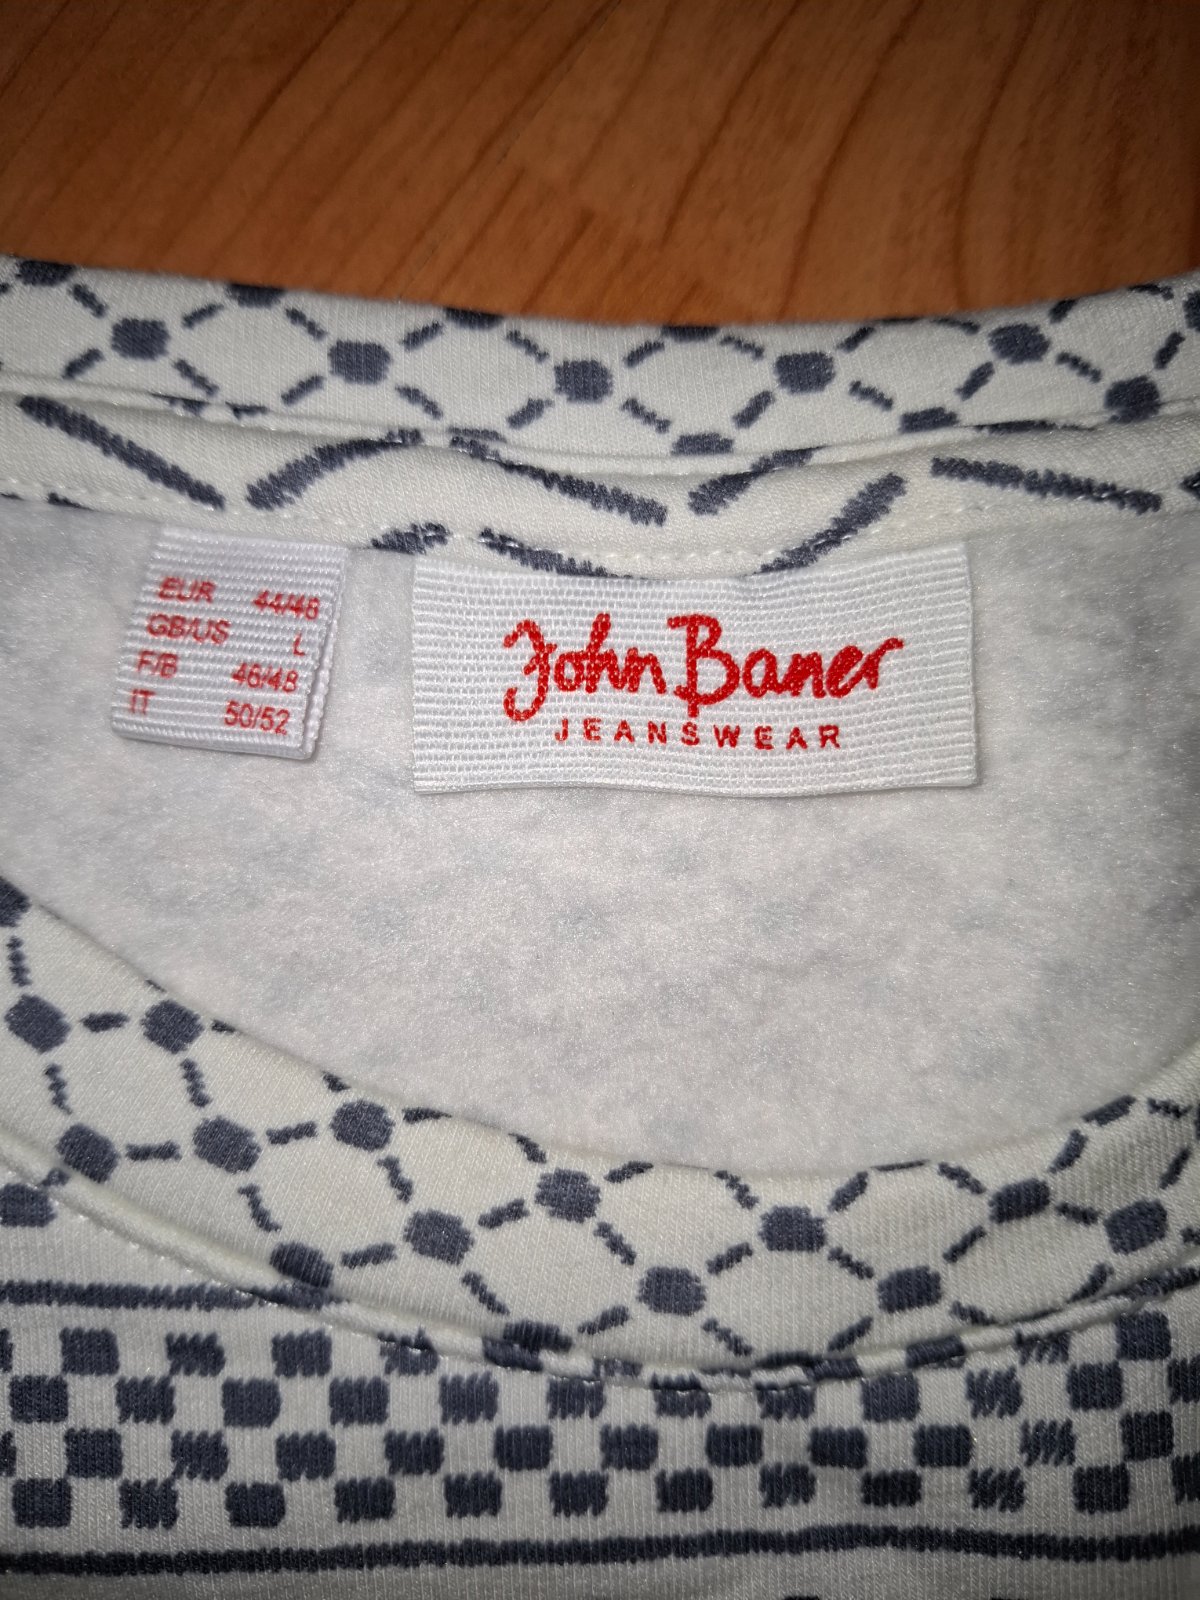 EUR 44/46
GB/US L
F/B 46/48
IT 50/52
John Baner
JEANSWEAR